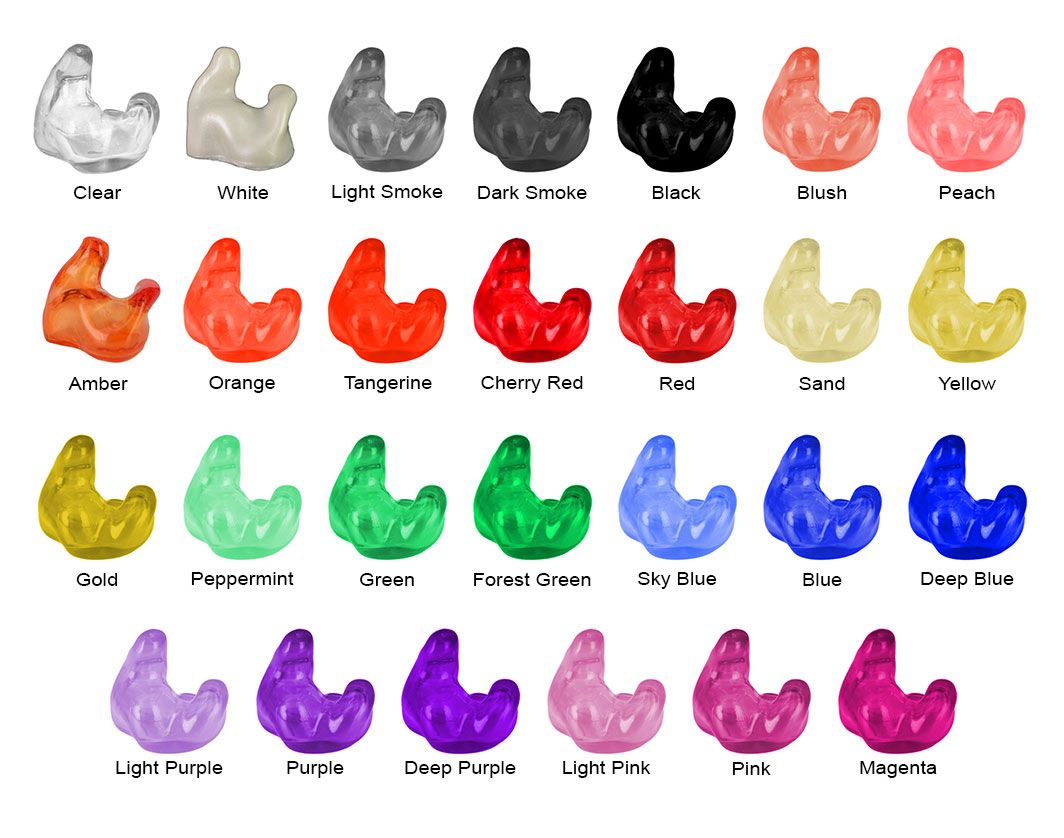 Clear
White
Light Smoke
Dark Smoke
Black
Blush
Peach
Amber
Orange
Tangerine
Cherry Red
Red
Sand
Yellow
Gold
Peppermint
Green
Forest Green
Sky Blue
Blue
Deep Blue
Light Purple
Purple
Deep Purple
Light Pink
Pink
Magenta